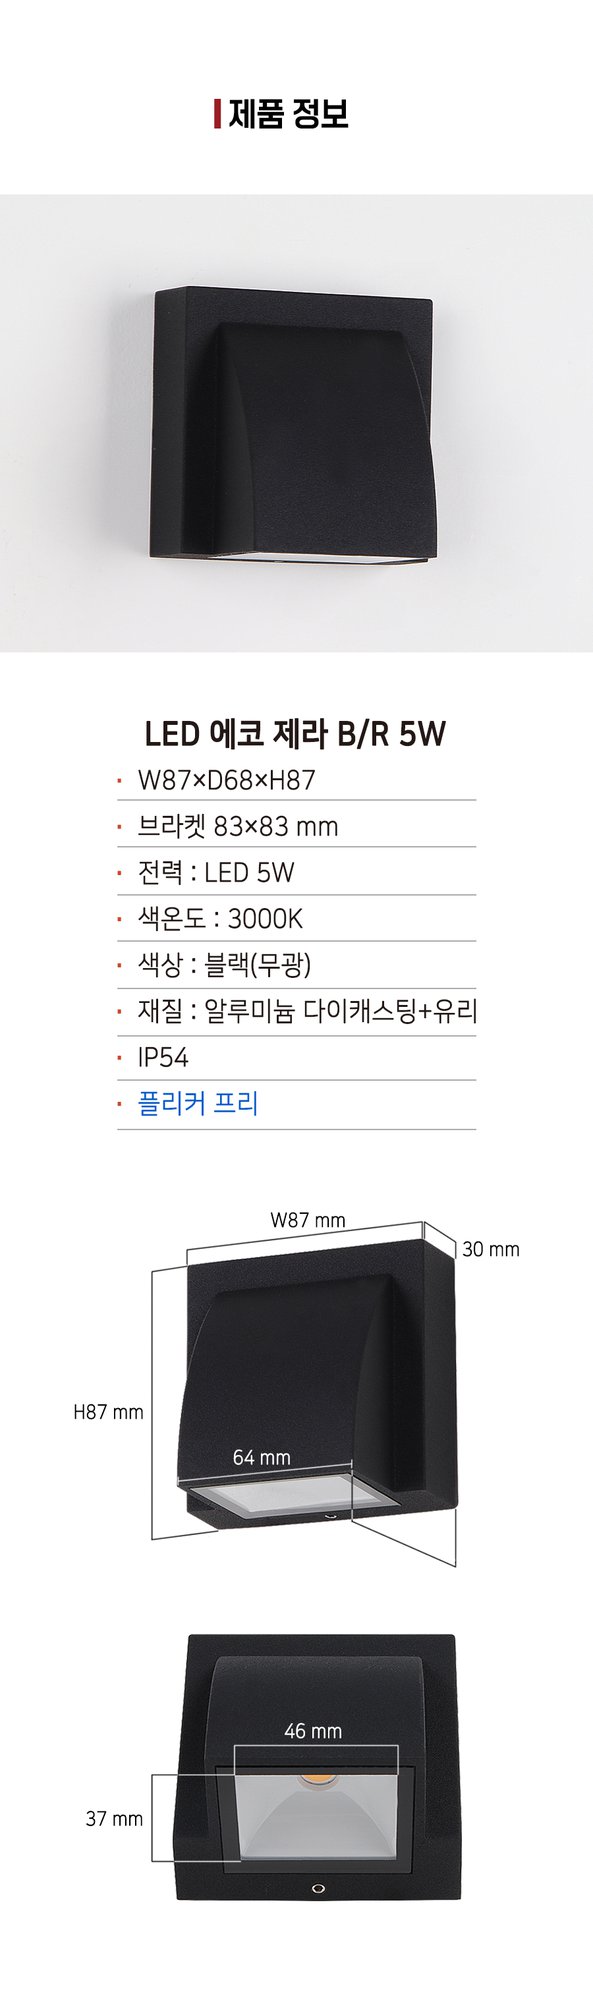 제품 정보
LED 에코 제라 B/R 5W
· W87×D68×H87
· 브라켓 83×83 mm
· 전력 : LED 5W
· 색온도 : 3000K
· 색상 : 블랙(무광)
· 재질 : 알루미늄 다이캐스팅+유리
· IP54
· 플리커 프리
W87 mm
30 mm
H87 mm
64 mm
46 mm
37 mm